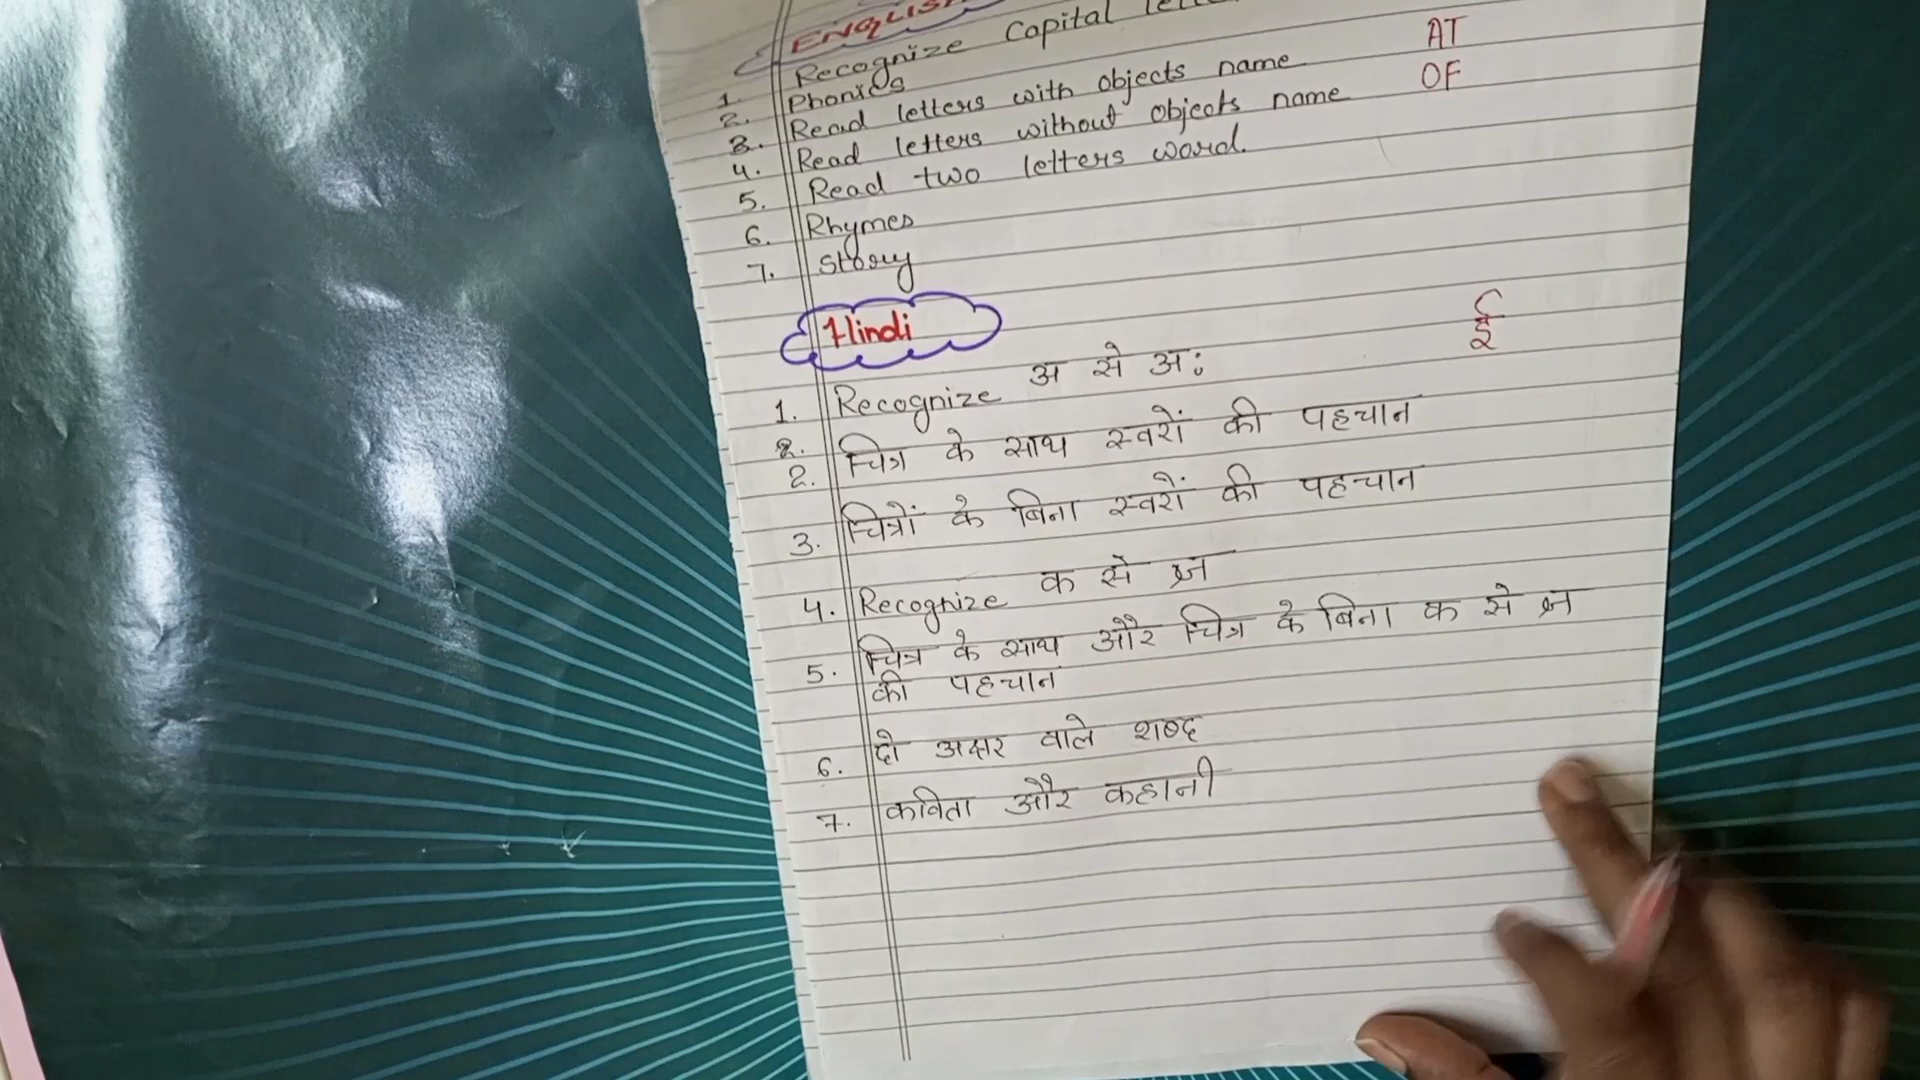 ENGLISH
1. Recognize Capital
2. Phonics
3. Read letters with objects name AT
4. Read letters without objects name OF
5. Read two letters word.
6. Rhymes
7. Story
Hindi
ई
1. Recognize अ से अः
2.
2. चित्र के साथ स्वरों की पहचान
3. चित्रों के बिना स्वरों की पहचान
4. Recognize क से ज्ञ
5. चित्र के साथ और चित्र के बिना क से ज्ञ
की पहचान
6. दो अक्षर वाले शब्द
7. कविता और कहानी